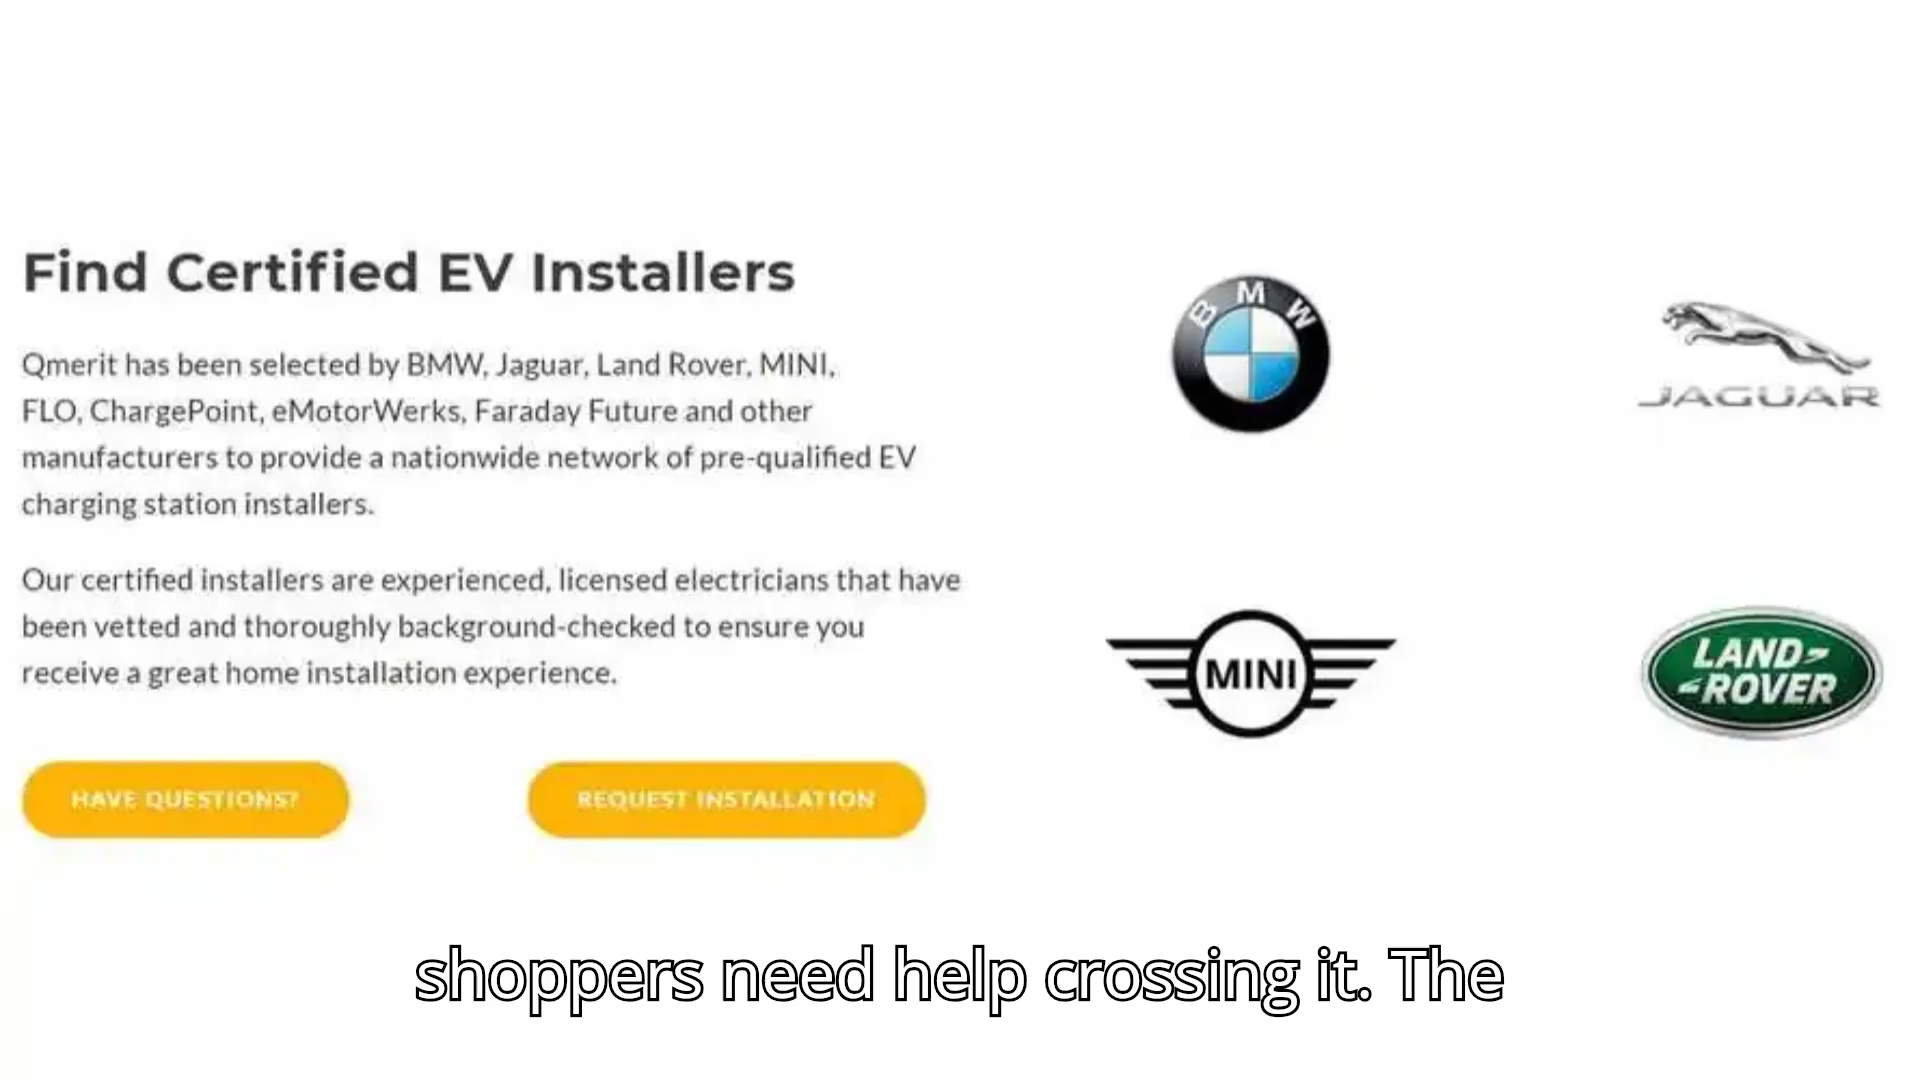 Find Certified EV Installers
Qmerit has been selected by BMW, Jaguar, Land Rover, MINI,
FLO, ChargePoint, eMotorWerks, Faraday Future and other
manufacturers to provide a nationwide network of pre-qualified EV
charging station installers.
Our certified installers are experienced, licensed electricians that have
been vetted and thoroughly background-checked to ensure you
receive a great home installation experience.
HAVE QUESTIONS?
REQUEST INSTALLATION
BMW
JAGUAR
MINI
LAND
ROVER
shoppers need help crossing it. The